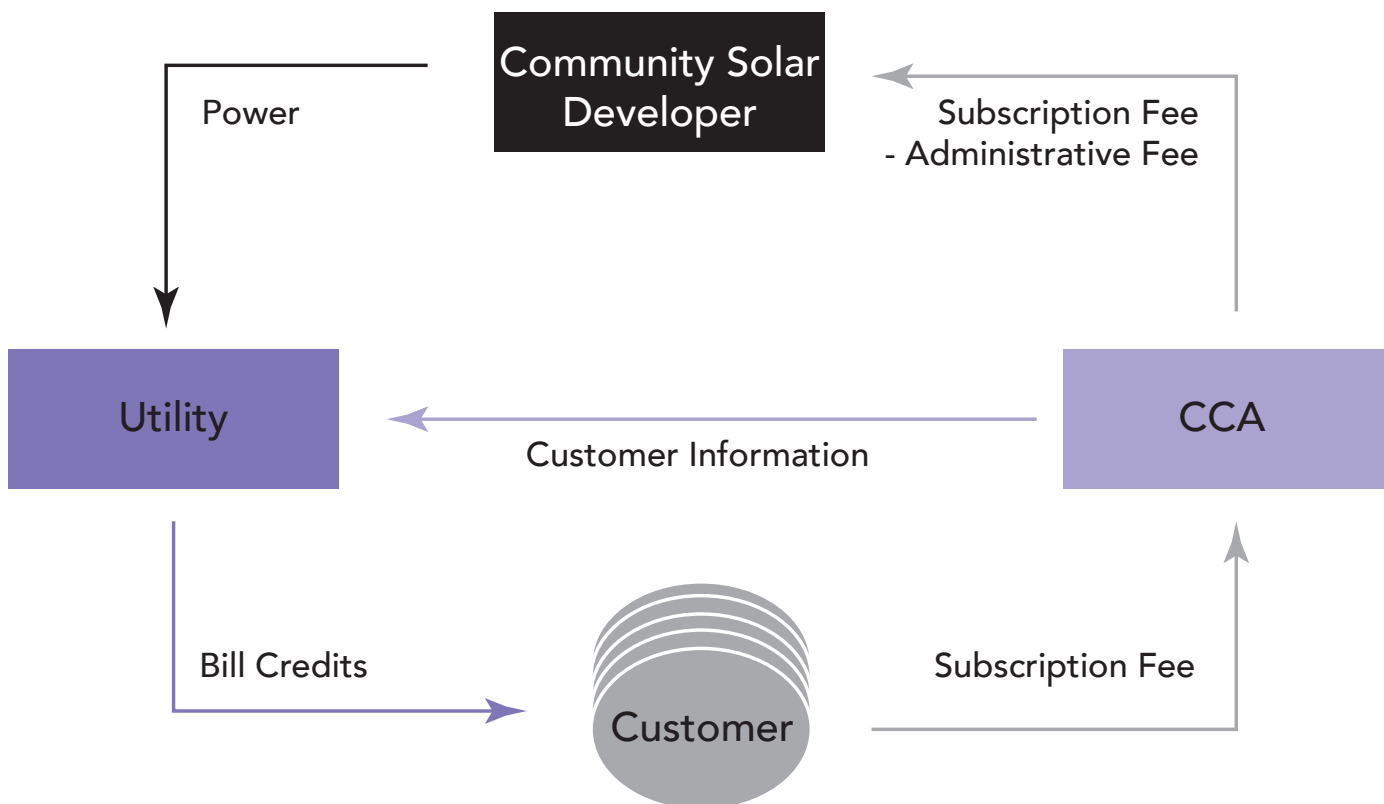 Community Solar
Developer
Power
Subscription Fee
- Administrative Fee
Utility
CCA
Customer Information
Bill Credits
Subscription Fee
Customer